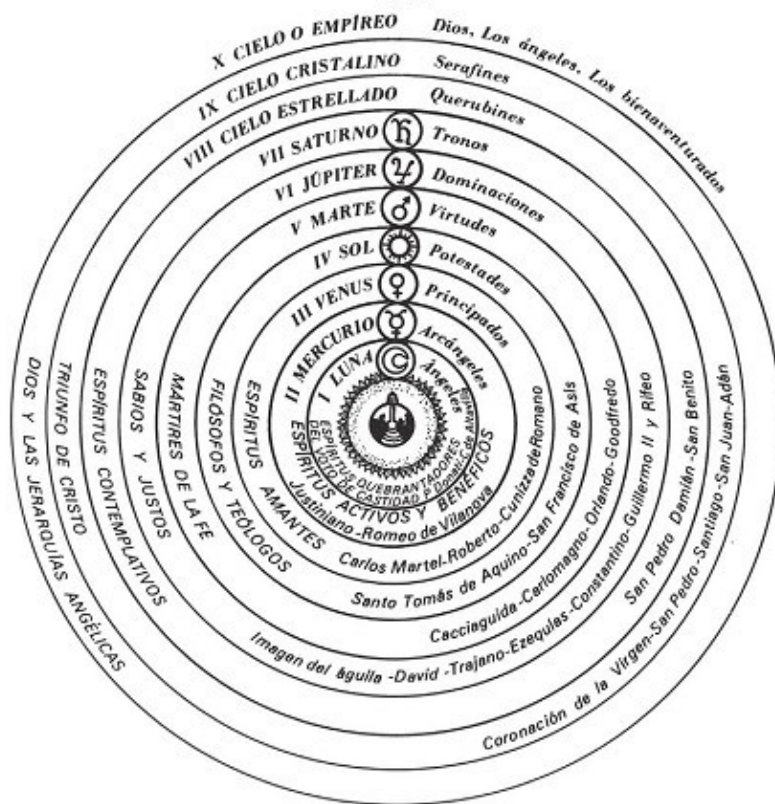 X CIELO O EMPÍREO
Dios, Los ángeles, Los bienaventurados
IX CIELO CRISTALINO
Serafines
VIII CIELO ESTRELLADO
Querubines
VII SATURNO
Tronos
VI JÚPITER
Dominaciones
V MARTE
Virtudes
IV SOL
Potestades
III VENUS
Principados
II MERCURIO
Arcángeles
I LUNA
Ángeles
ESPÍRITUS QUEBRANTADORES
DEL VOTO DE CASTIDAD P Donati-C de
ESPÍRITUS ACTIVOS Y BENÉFICOS
Justiniano-Romeo de Vilanova
ESPÍRITUS AMANTES
Carlos Martel-Roberto-Cunizza de Romano
FILÓSOFOS Y TEÓLOGOS
Santo Tomás de Aquino-San Francisco de Asís
MÁRTIRES DE LA FE
Cacciaguida-Carlomagno-Orlando-Goodfredo
SABIOS Y JUSTOS
Imagen del águila-David-Trajano-Ezequías-Constantino-Guillermo II y Rifeo
ESPÍRITUS CONTEMPLATIVOS
San Pedro Damián-San Benito
TRIUNFO DE CRISTO
Coronación de la Virgen-San Pedro-Santiago-San Juan-Adán
DIOS Y LAS JERARQUÍAS ANGÉLICAS